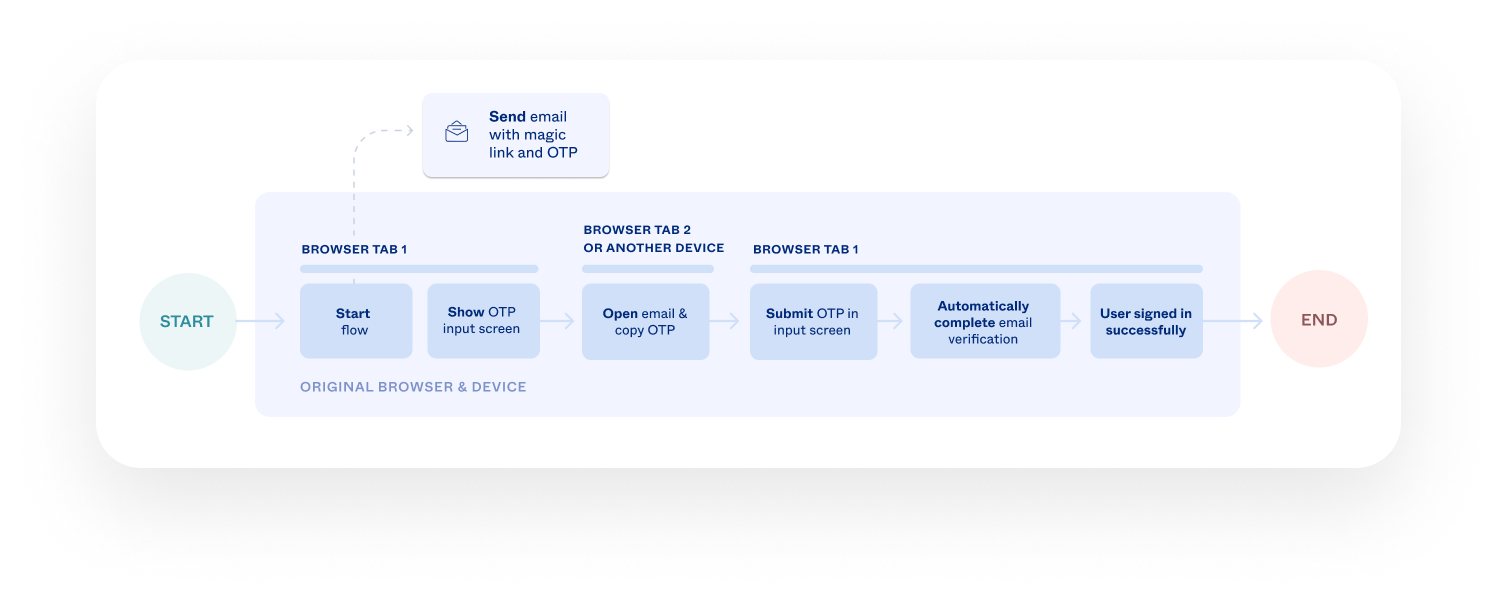 Send email
with magic
link and OTP
BROWSER TAB 1
BROWSER TAB 2
OR ANOTHER DEVICE
BROWSER TAB 1
START
Start
flow
Show OTP
input screen
Open email &
copy OTP
Submit OTP in
input screen
Automatically
complete email
verification
User signed in
successfully
END
ORIGINAL BROWSER & DEVICE